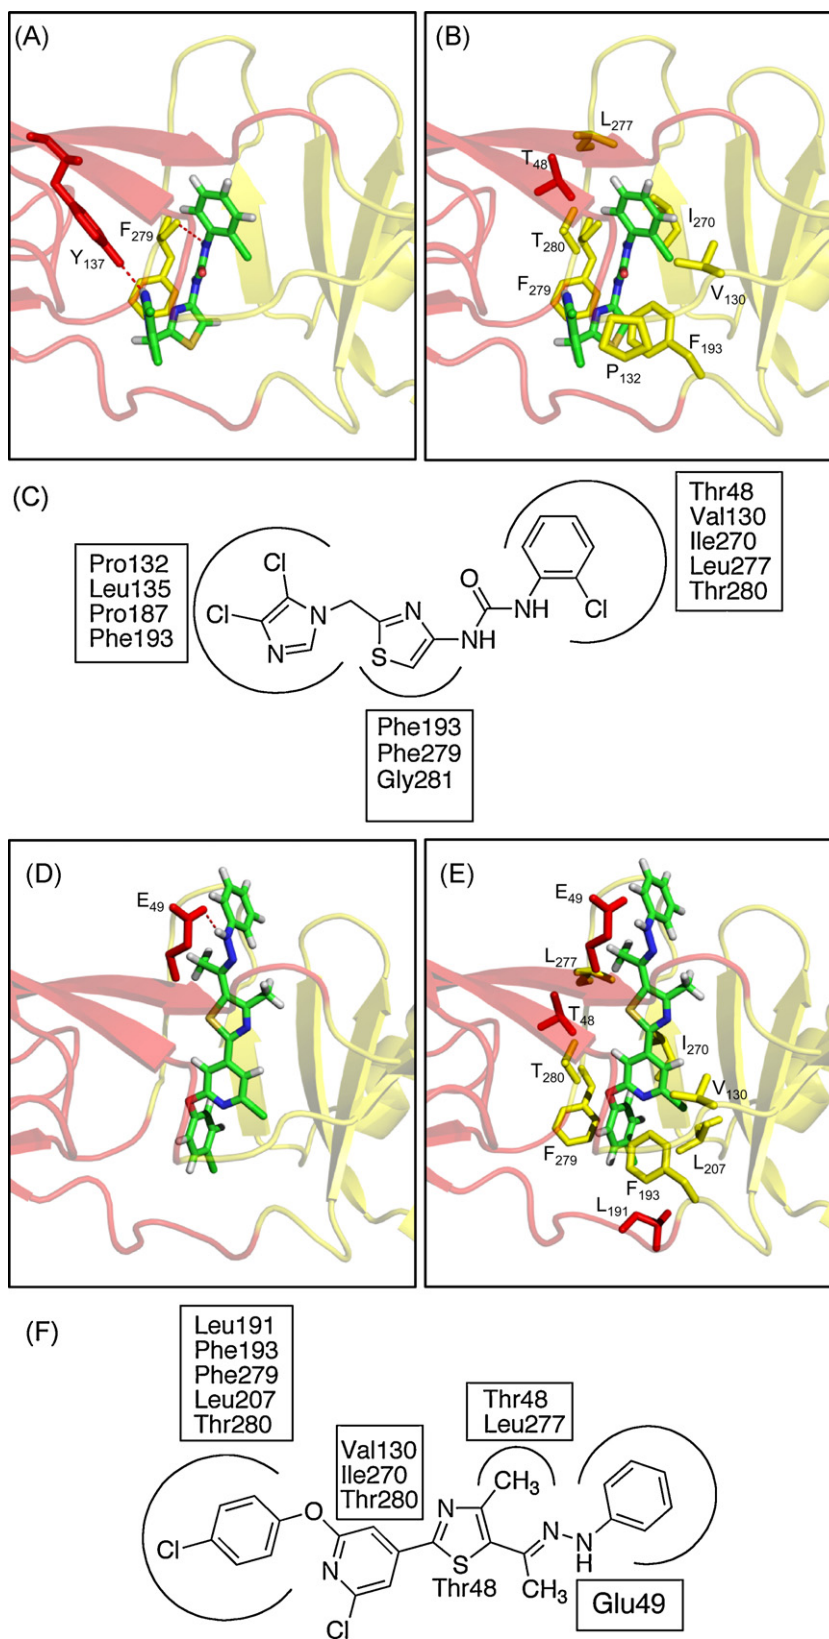 (A)
F279
Y137
(B)
L277
T48
I270
T280
V130
F279
F193
P132
(C)
Thr48
Val130
Ile270
Leu277
Thr280
Pro132
Leu135
Pro187
Phe193
Cl
Cl
N
N
N
S
O
NH
NH
Cl
Phe193
Phe279
Gly281
(D)
E49
(E)
E49
L277
T48
I270
T280
V130
F279
L207
F193
L191
(F)
Leu191
Phe193
Phe279
Leu207
Thr280
Thr48
Leu277
Val130
Ile270
Thr280
CH3
O
N
N
N
H
Cl
N
S
Thr48
CH3
Cl
Glu49